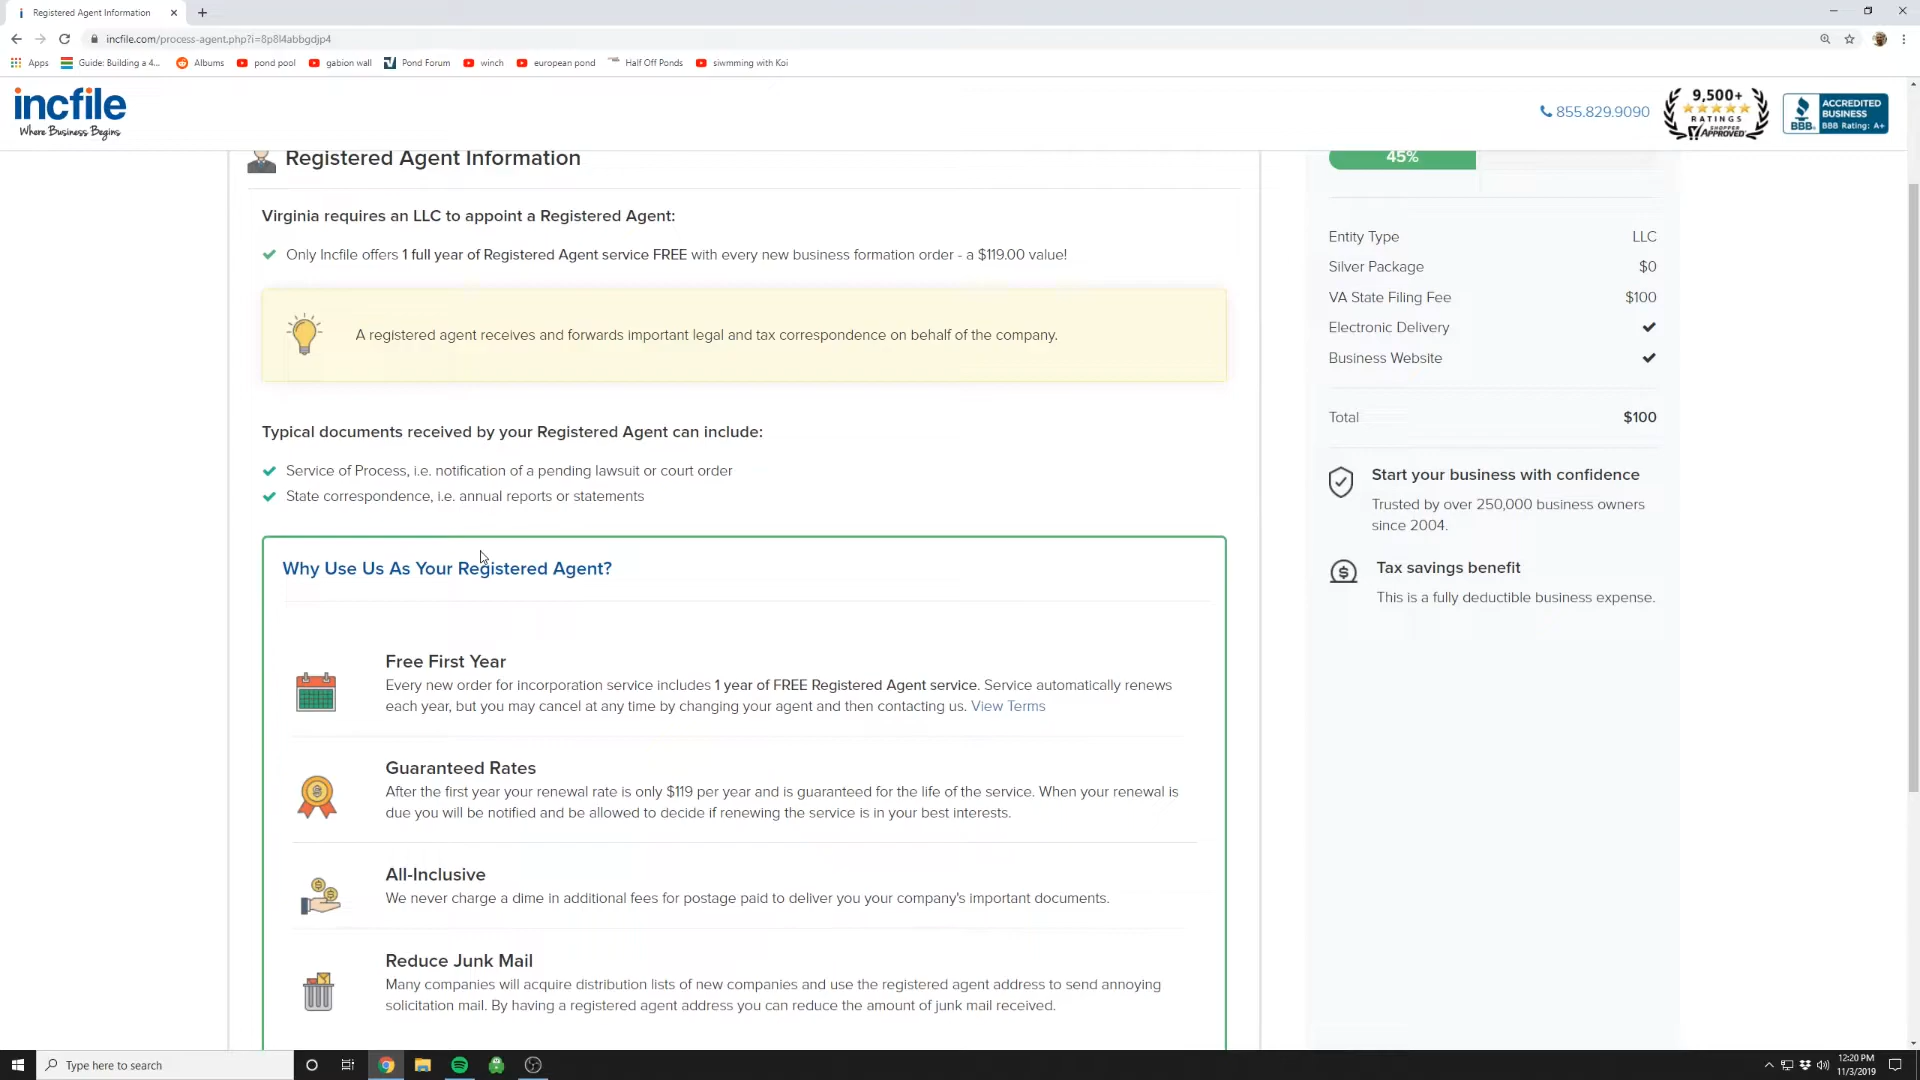 Registered Agent Information
incfile.com/process-agent.php?i=8p8l4abbgdjp4
Apps
Guide: Building a 4...
Albums
pond pool
gabion wall
Pond Forum
winch
european pond
Half Off Ponds
siwmming with Koi
incfile
Where Business Begins
855.829.9090
9,500+
RATINGS
SHOPPER
APPROVED
BBB.
ACCREDITED
BUSINESS
BBB Rating: A+
Registered Agent Information
Virginia requires an LLC to appoint a Registered Agent:
Only Incfile offers 1 full year of Registered Agent service FREE with every new business formation order - a $119.00 value!
A registered agent receives and forwards important legal and tax correspondence on behalf of the company.
Typical documents received by your Registered Agent can include:
Service of Process, i.e. notification of a pending lawsuit or court order
State correspondence, i.e. annual reports or statements
Why Use Us As Your Registered Agent?
Free First Year
Every new order for incorporation service includes 1 year of FREE Registered Agent service. Service automatically renews
each year, but you may cancel at any time by changing your agent and then contacting us. View Terms
Guaranteed Rates
After the first year your renewal rate is only $119 per year and is guaranteed for the life of the service. When your renewal is
due you will be notified and be allowed to decide if renewing the service is in your best interests.
All-Inclusive
We never charge a dime in additional fees for postage paid to deliver you your company's important documents.
Reduce Junk Mail
Many companies will acquire distribution lists of new companies and use the registered agent address to send annoying
solicitation mail. By having a registered agent address you can reduce the amount of junk mail received.
45%
Entity Type LLC
Silver Package $0
VA State Filing Fee $100
Electronic Delivery
Business Website
Total $100
Start your business with confidence
Trusted by over 250,000 business owners
since 2004.
Tax savings benefit
This is a fully deductible business expense.
Type here to search
12:20 PM
11/3/2019